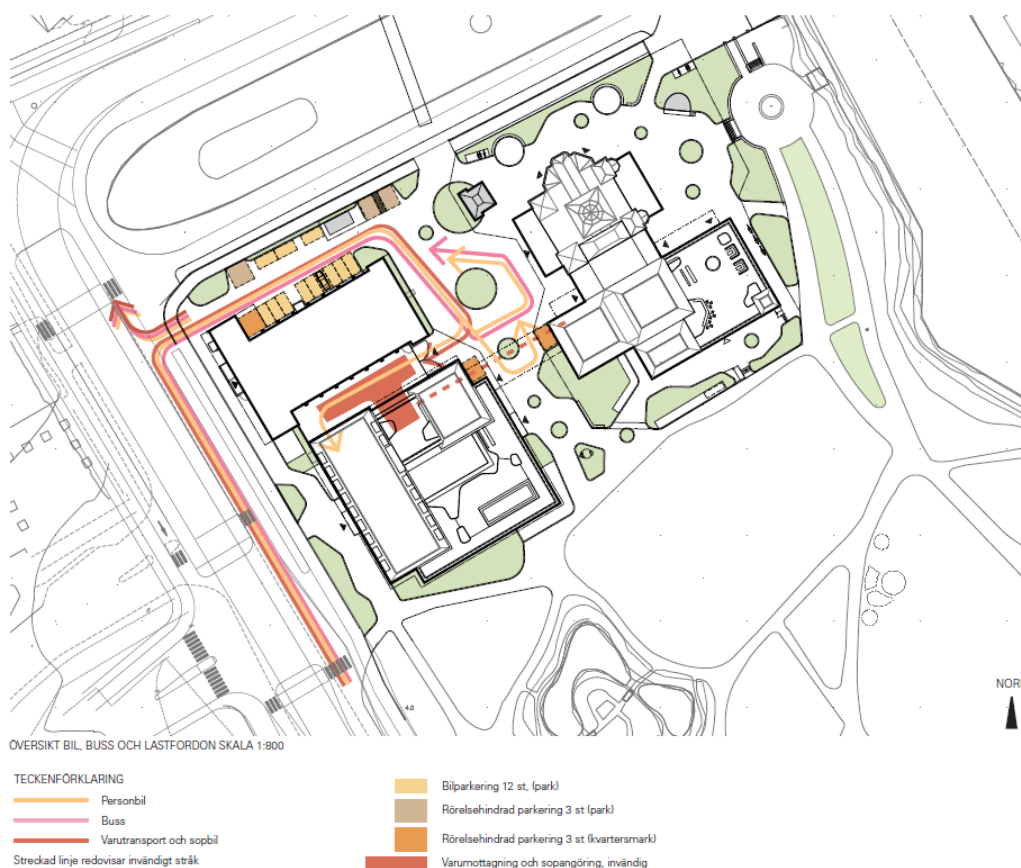 NOR
4.0
ÖVERSIKT BIL, BUSS OCH LASTFORDON SKALA 1:800
TECKENFÖRKLARING
Personbil
Buss
Varutransport och sopbil
Streckad linje redovisar invändigt stråk
Bilparkering 12 st, (park)
Rörelsehindrad parkering 3 st (park)
Rörelsehindrad parkering 3 st (kvartersmark)
Varumottagning och sopangöring, invändig